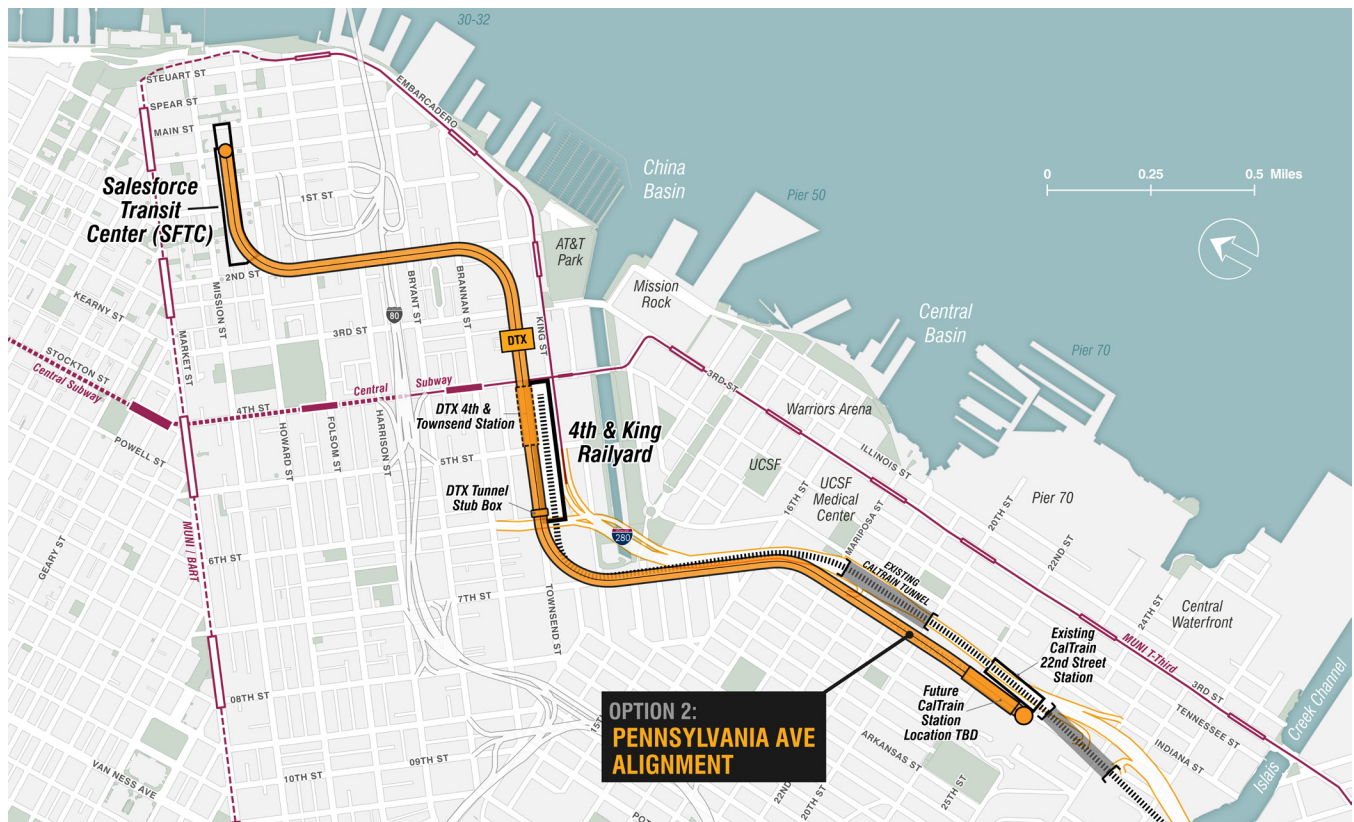 30-32
STEUART ST
SPEAR ST
MAIN ST
EMBARCADERO
China
Basin
Pier 50
0 0.25 0.5 Miles
Salesforce
Transit
Center (SFTC)
1ST ST
2ND ST
AT&T
Park
Mission
Rock
Central
Basin
Pier 70
KEARNY ST
STOCKTON ST
Central Subway
MISSION ST
MARKET ST
3RD ST
80
BRYANT ST
BRANNAN ST
DTX
KING ST
4TH ST
Central Subway
3RD ST
Warriors Arena
ILLINOIS ST
POWELL ST
HOWARD ST
FOLSOM ST
HARRISON ST
5TH ST
DTX 4th &
Townsend Station
4th & King
Railyard
DTX Tunnel
Stub Box
280
UCSF
16TH ST
UCSF
Medical
Center
MARIPOSA ST
20TH ST
22ND ST
Pier 70
GEARY ST
MUNI / BART
6TH ST
7TH ST
TOWNSEND ST
EXISTING
CALTRAIN TUNNEL
24TH ST
Central
Waterfront
Existing
CalTrain
22nd Street
Station
MUNI T-Third
3RD ST
TENNESSEE ST
INDIANA ST
Islais Creek Channel
08TH ST
09TH ST
10TH ST
VAN NESS AVE
15T
OPTION 2:
PENNSYLVANIA AVE
ALIGNMENT
Future
CalTrain
Station
Location TBD
ARKANSAS ST
25TH ST
22ND
20TH ST
POT